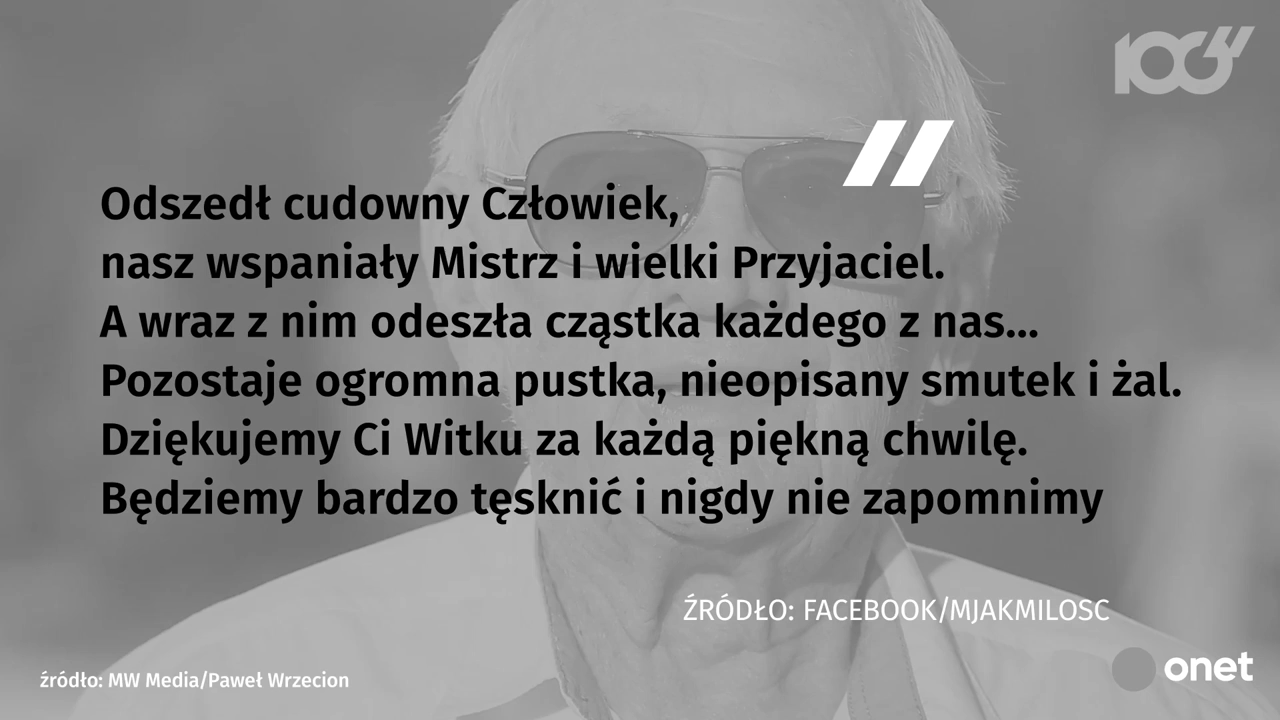 100
"
Odszedł cudowny Człowiek,
nasz wspaniały Mistrz i wielki Przyjaciel.
A wraz z nim odeszła cząstka każdego z nas...
Pozostaje ogromna pustka, nieopisany smutek i żal.
Dziękujemy Ci Witku za każdą piękną chwilę.
Będziemy bardzo tęsknić i nigdy nie zapomnimy
ŹRÓDŁO: FACEBOOK/MJAKMILOSC
źródło: MW Media/Paweł Wrzecion
onet